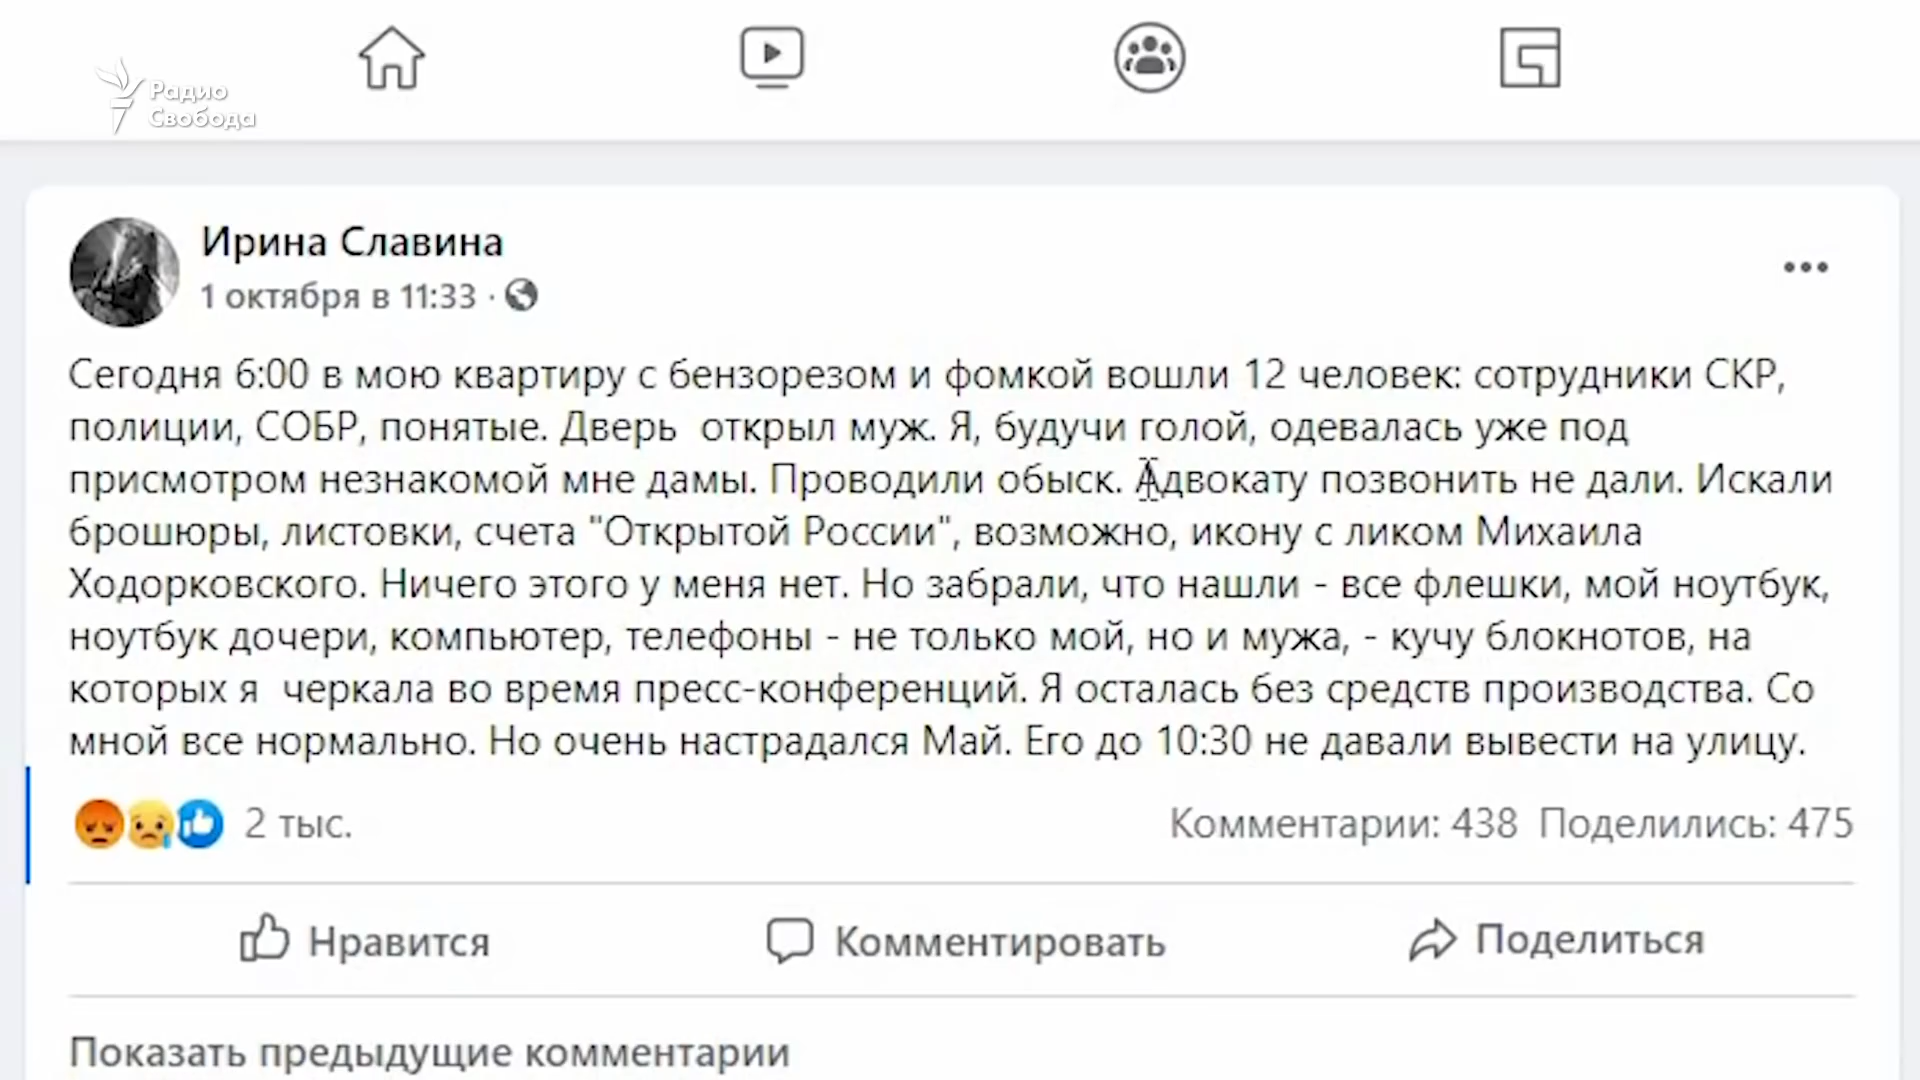 Радио
Свобода
Ирина Славина
1 октября в 11:33 ·
Сегодня 6:00 в мою квартиру с бензорезом и фомкой вошли 12 человек: сотрудники СКР,
полиции, СОБР, понятые. Дверь  открыл муж. Я, будучи голой, одевалась уже под
присмотром незнакомой мне дамы. Проводили обыск. Адвокату позвонить не дали. Искали
брошюры, листовки, счета "Открытой России", возможно, икону с ликом Михаила
Ходорковского. Ничего этого у меня нет. Но забрали, что нашли - все флешки, мой ноутбук,
ноутбук дочери, компьютер, телефоны - не только мой, но и мужа, - кучу блокнотов, на
которых я  черкала во время пресс-конференций. Я осталась без средств производства. Со
мной все нормально. Но очень настрадался Май. Его до 10:30 не давали вывести на улицу.
2 тыс. Комментарии: 438 Поделились: 475
Нравится Комментировать Поделиться
Показать предыдущие комментарии